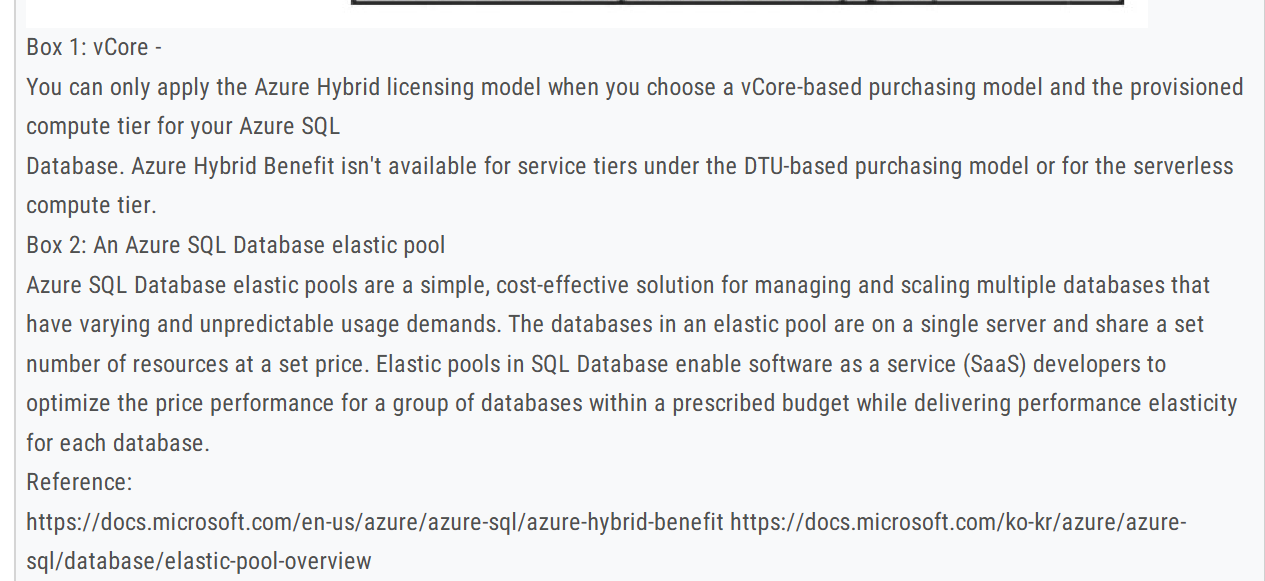 Box 1: vCore -
You can only apply the Azure Hybrid licensing model when you choose a vCore-based purchasing model and the provisioned
compute tier for your Azure SQL
Database. Azure Hybrid Benefit isn't available for service tiers under the DTU-based purchasing model or for the serverless
compute tier.
Box 2: An Azure SQL Database elastic pool
Azure SQL Database elastic pools are a simple, cost-effective solution for managing and scaling multiple databases that
have varying and unpredictable usage demands. The databases in an elastic pool are on a single server and share a set
number of resources at a set price. Elastic pools in SQL Database enable software as a service (SaaS) developers to
optimize the price performance for a group of databases within a prescribed budget while delivering performance elasticity
for each database.
Reference:
https://docs.microsoft.com/en-us/azure/azure-sql/azure-hybrid-benefit https://docs.microsoft.com/ko-kr/azure/azure-
sql/database/elastic-pool-overview